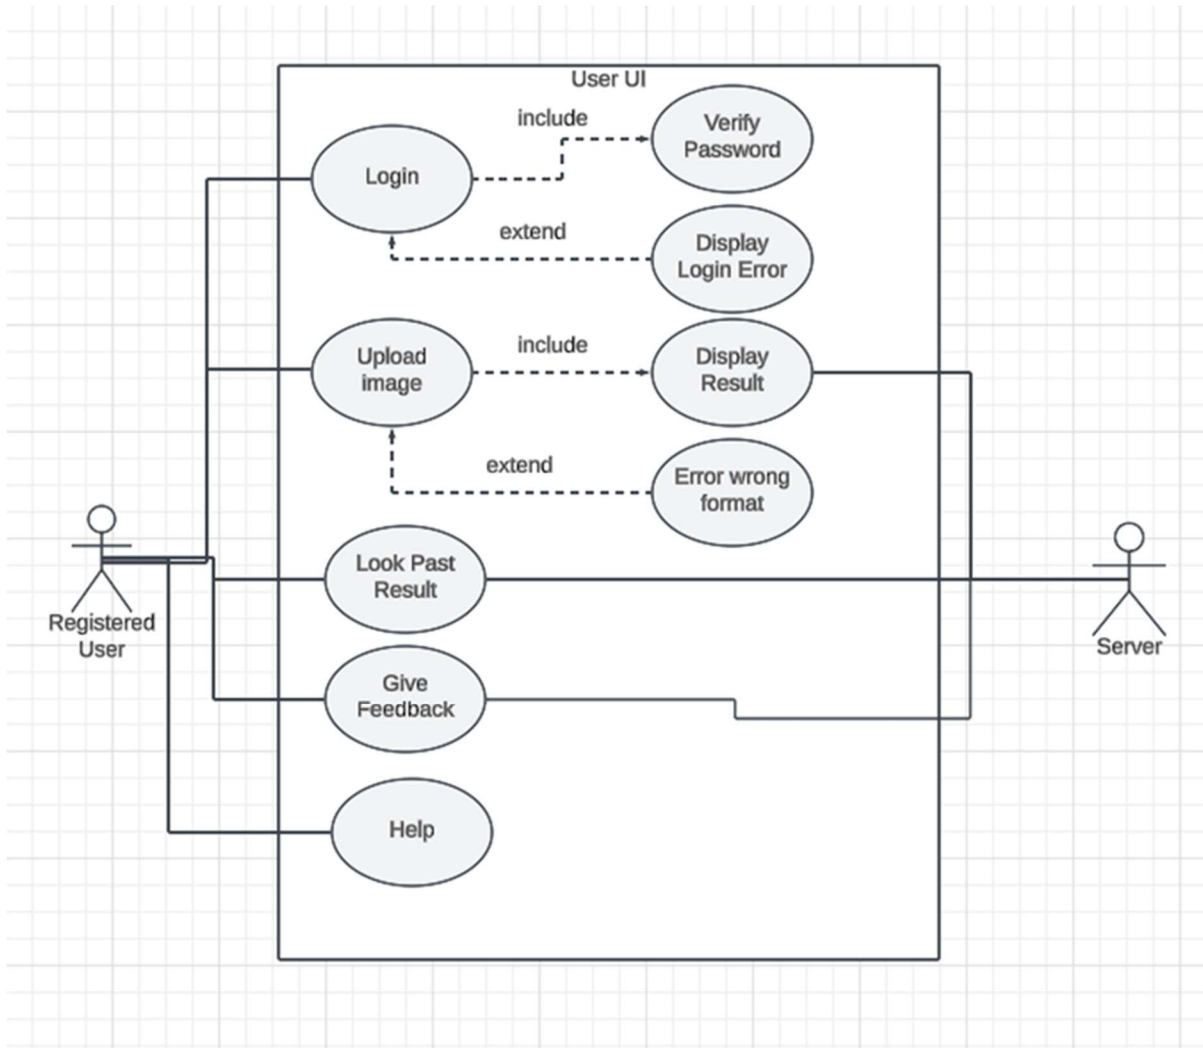 User UI
include
Verify
Password
Login
extend
Display
Login Error
Upload
image
include
Display
Result
extend
Error wrong
format
Look Past
Result
Registered
User
Server
Give
Feedback
Help